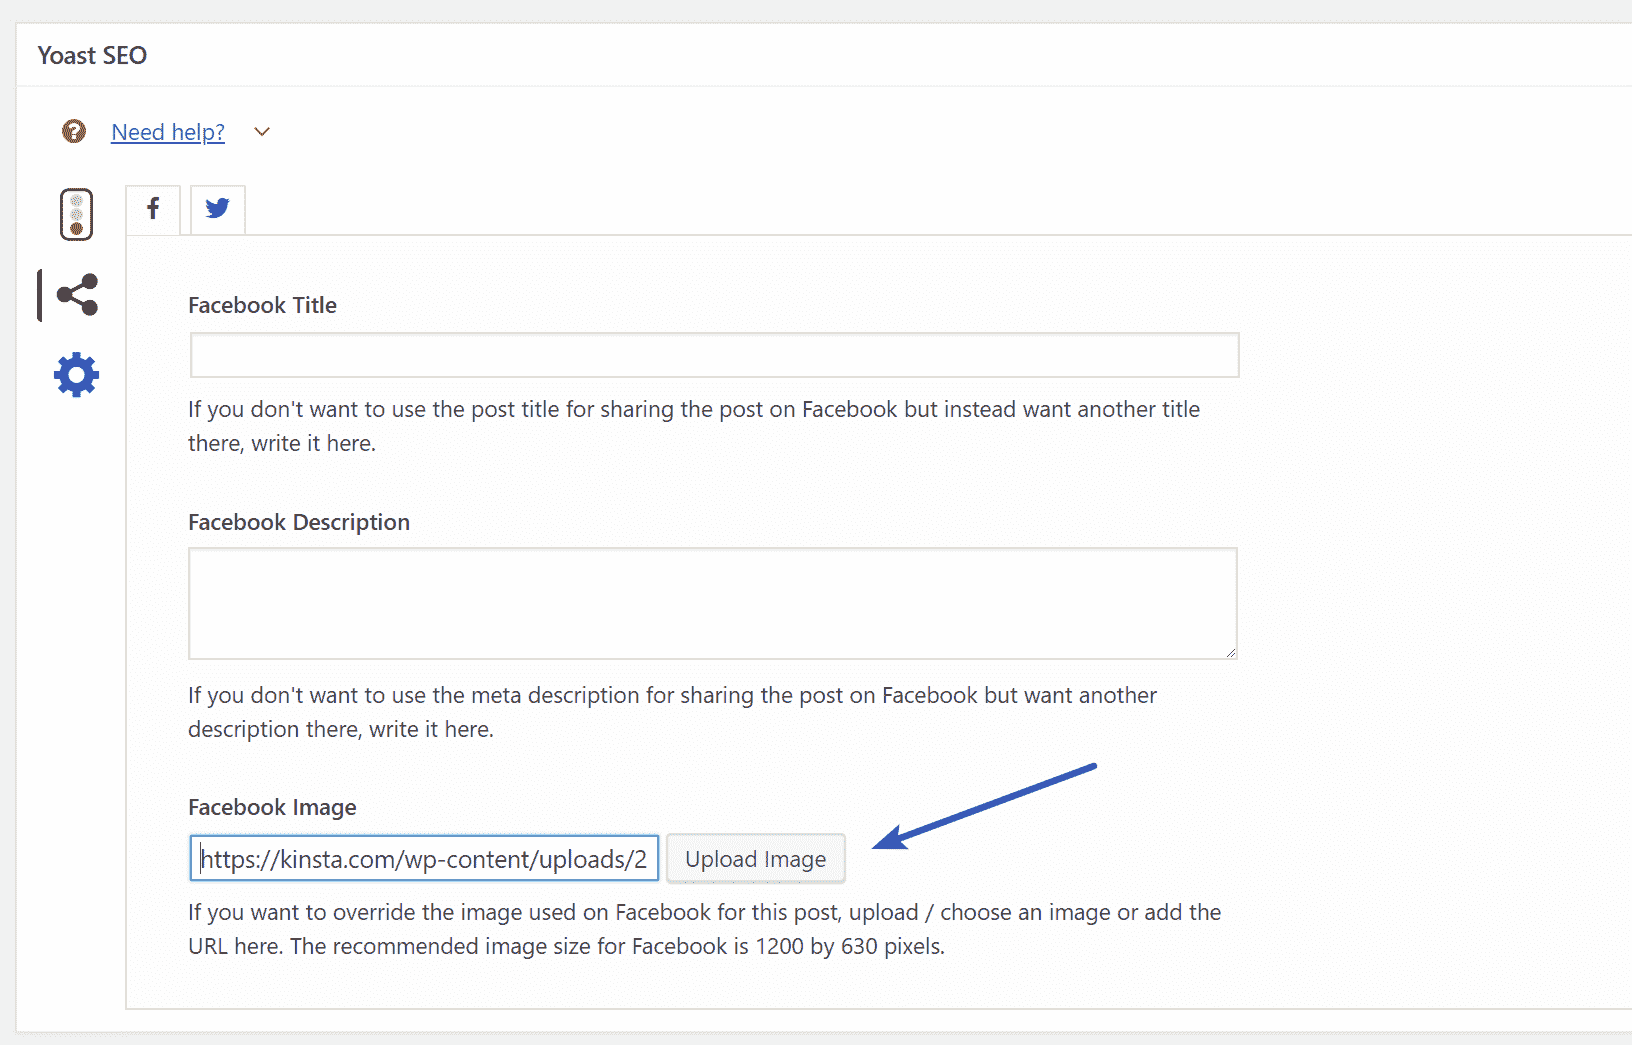 Yoast SEO
Need help?
Facebook Title
If you don't want to use the post title for sharing the post on Facebook but instead want another title
there, write it here.
Facebook Description
If you don't want to use the meta description for sharing the post on Facebook but want another
description there, write it here.
Facebook Image
https://kinsta.com/wp-content/uploads/2 Upload Image
If you want to override the image used on Facebook for this post, upload / choose an image or add the
URL here. The recommended image size for Facebook is 1200 by 630 pixels.